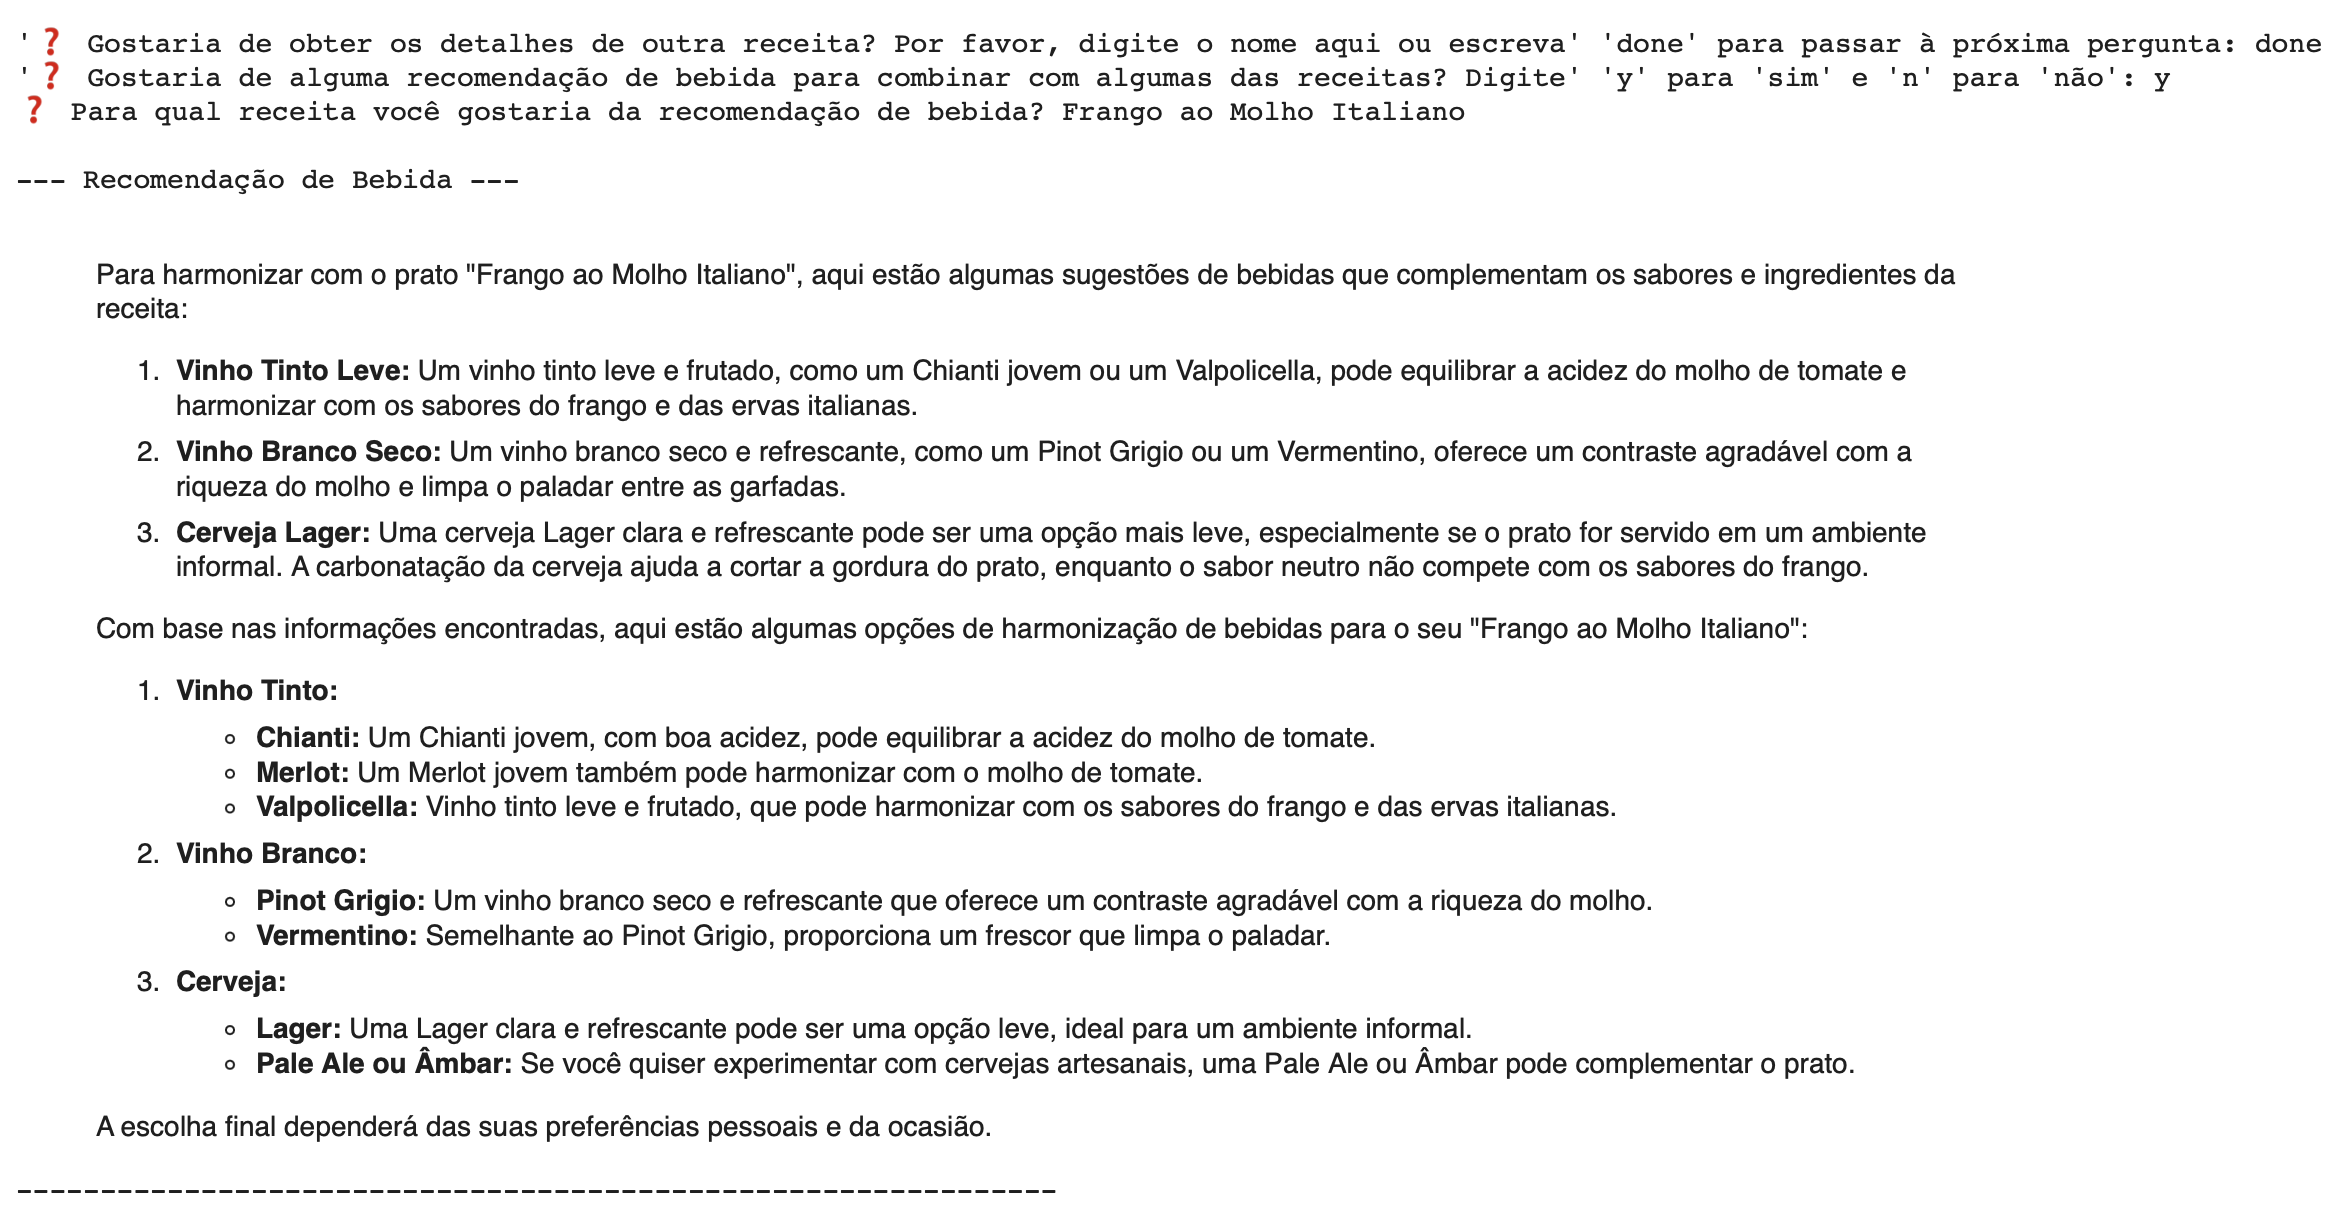 '❓ Gostaria de obter os detalhes de outra receita? Por favor, digite o nome aqui ou escreva' 'done' para passar à próxima pergunta: done
'❓ Gostaria de alguma recomendação de bebida para combinar com algumas das receitas? Digite' 'y' para 'sim' e 'n' para 'não': y
❓ Para qual receita você gostaria da recomendação de bebida? Frango ao Molho Italiano
--- Recomendação de Bebida ---
Para harmonizar com o prato "Frango ao Molho Italiano", aqui estão algumas sugestões de bebidas que complementam os sabores e ingredientes da
receita:
1. Vinho Tinto Leve: Um vinho tinto leve e frutado, como um Chianti jovem ou um Valpolicella, pode equilibrar a acidez do molho de tomate e
harmonizar com os sabores do frango e das ervas italianas.
2. Vinho Branco Seco: Um vinho branco seco e refrescante, como um Pinot Grigio ou um Vermentino, oferece um contraste agradável com a
riqueza do molho e limpa o paladar entre as garfadas.
3. Cerveja Lager: Uma cerveja Lager clara e refrescante pode ser uma opção mais leve, especialmente se o prato for servido em um ambiente
informal. A carbonatação da cerveja ajuda a cortar a gordura do prato, enquanto o sabor neutro não compete com os sabores do frango.
Com base nas informações encontradas, aqui estão algumas opções de harmonização de bebidas para o seu "Frango ao Molho Italiano":
1. Vinho Tinto:
◦ Chianti: Um Chianti jovem, com boa acidez, pode equilibrar a acidez do molho de tomate.
◦ Merlot: Um Merlot jovem também pode harmonizar com o molho de tomate.
◦ Valpolicella: Vinho tinto leve e frutado, que pode harmonizar com os sabores do frango e das ervas italianas.
2. Vinho Branco:
◦ Pinot Grigio: Um vinho branco seco e refrescante que oferece um contraste agradável com a riqueza do molho.
◦ Vermentino: Semelhante ao Pinot Grigio, proporciona um frescor que limpa o paladar.
3. Cerveja:
◦ Lager: Uma Lager clara e refrescante pode ser uma opção leve, ideal para um ambiente informal.
◦ Pale Ale ou Âmbar: Se você quiser experimentar com cervejas artesanais, uma Pale Ale ou Âmbar pode complementar o prato.
A escolha final dependerá das suas preferências pessoais e da ocasião.
--------------------------------------------------------------